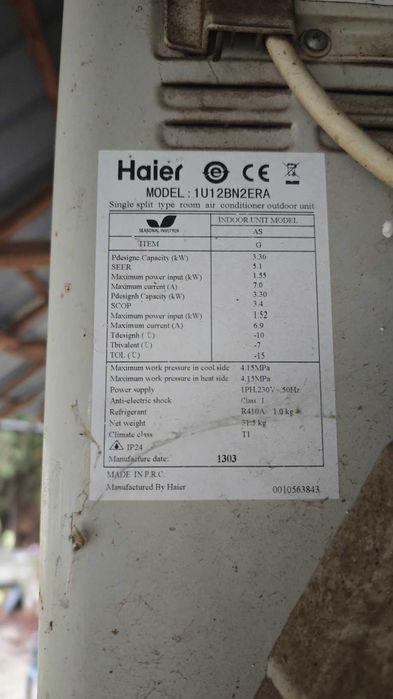 Haier e CE
MODEL : 1U12BN2ERA
Single split type room air conditioner outdoor unit
SEASONAL INVERTER INDOOR UNIT MODEL
AS
ITEM G
Pdesignc Capacity (kW) 3.30
SEER 5.1
Maximum power input (kW) 1.55
Maximum current (A) 7.0
Pdesignh Capacity (kW) 3.30
SCOP 3.4
Maximum power input (kW) 1.52
Maximum current (A) 6.9
Tdesignh (℃) -10
Tbivalent (℃) -7
TOL (℃) -15
Maximum work pressure in cool side 4.15MPa
Maximum work pressure in heat side 4.15MPa
Power supply 1PH,230V~,50Hz
Anti-electric shock Class I
Refrigerant R410A 1.0 kg
Net weight 31.5 kg
Climate class T1
IP24
Manufacture date: 1303
MADE IN P.R.C.
Manufactured By Haier 0010563843